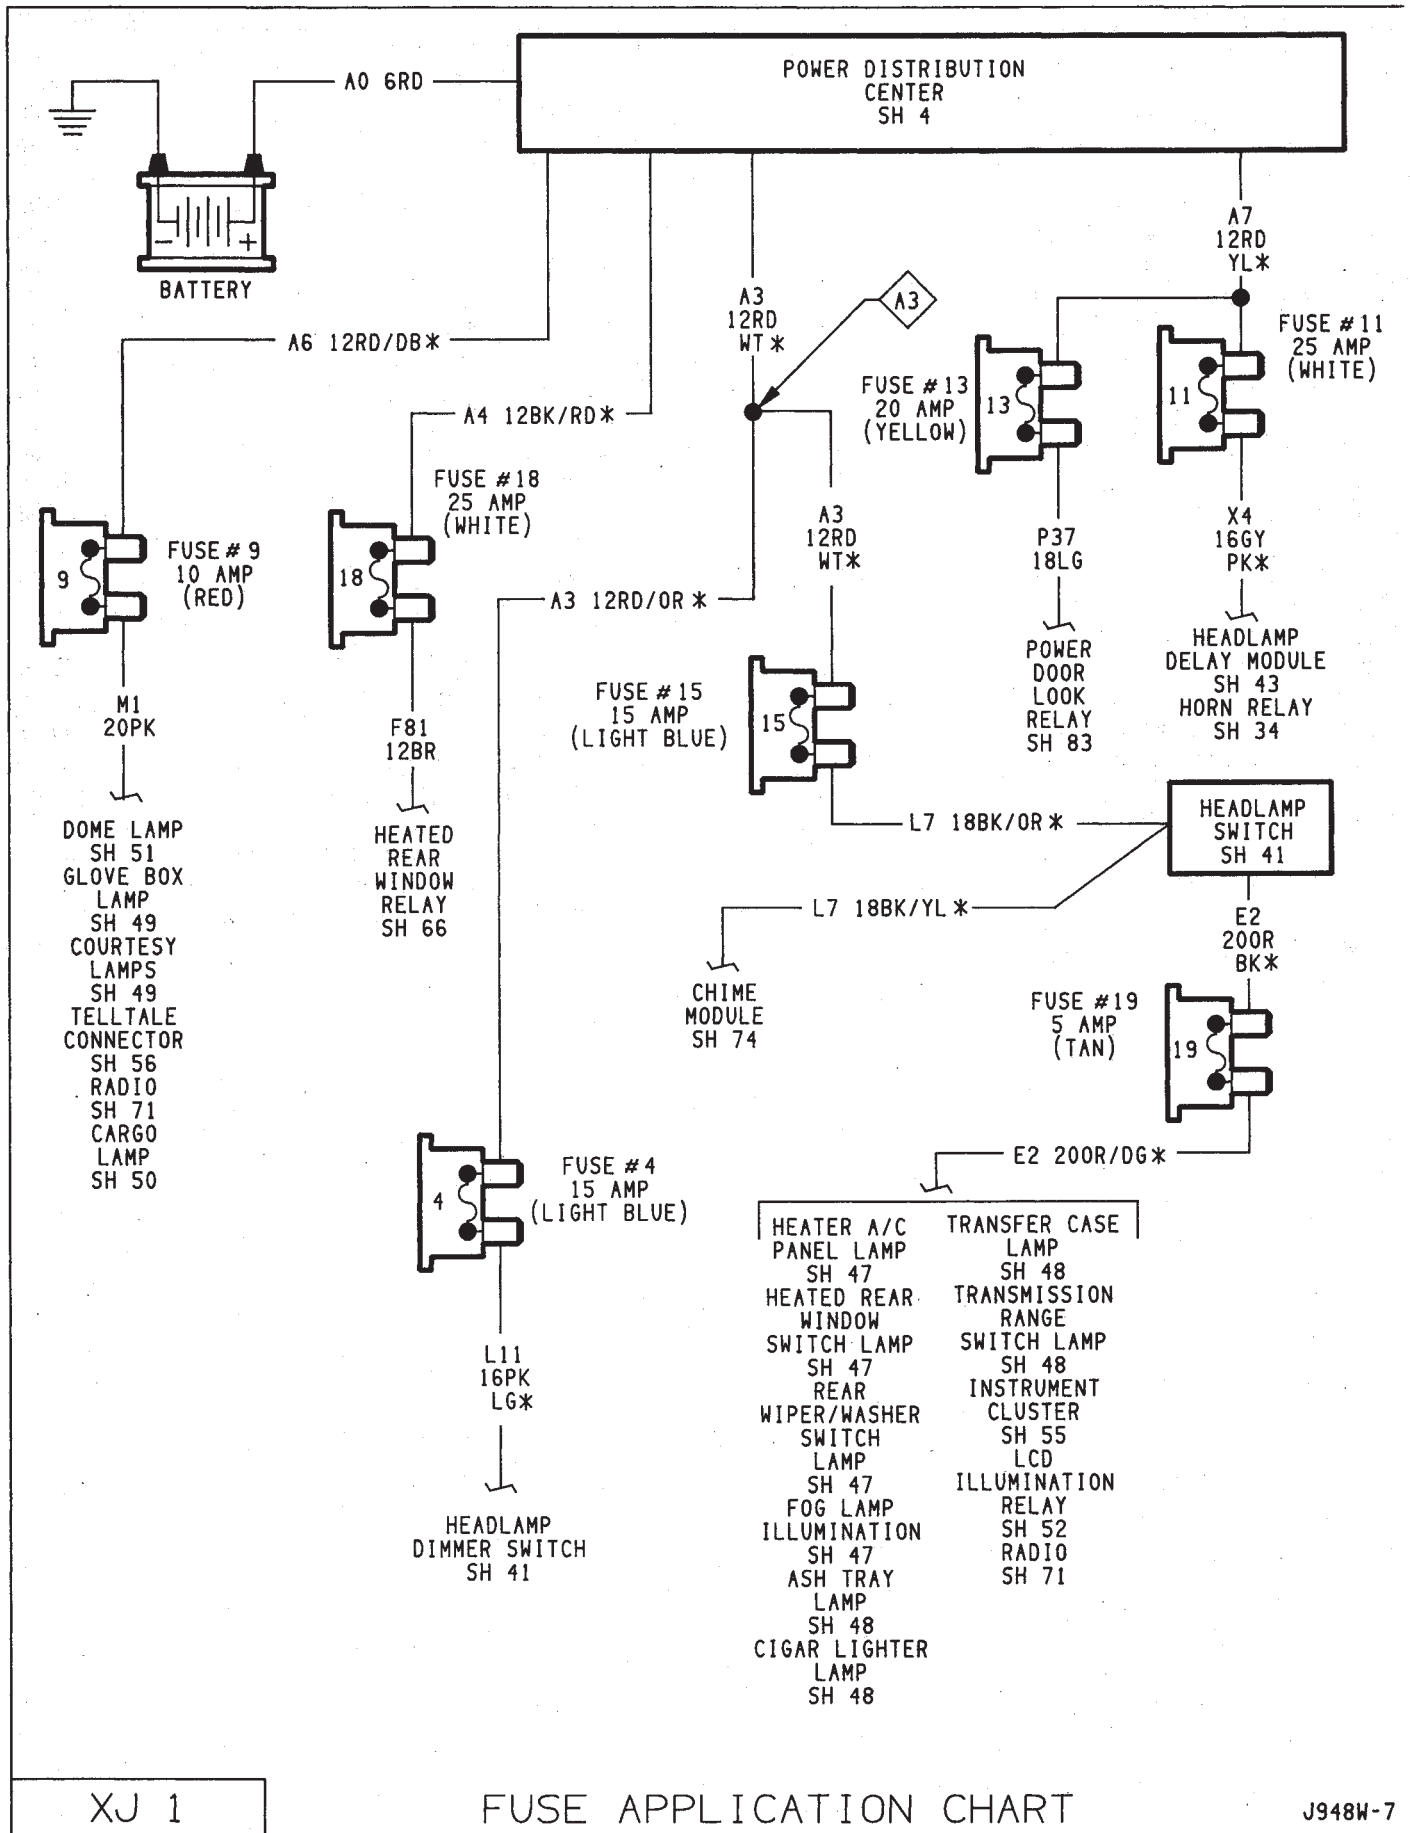 POWER DISTRIBUTION
CENTER
SH 4
A0 6RD
- +
BATTERY
A7
12RD
YL*
A3
12RD
WT*
A3
A6 12RD/DB*
A4 12BK/RD*
FUSE #13
20 AMP
(YELLOW)
13
FUSE #11
25 AMP
(WHITE)
11
FUSE #18
25 AMP
(WHITE)
18
FUSE #9
10 AMP
(RED)
9
A3
12RD
WT*
P37
18LG
X4
16GY
PK*
A3 12RD/OR*
POWER
DOOR
LOOK
RELAY
SH 83
HEADLAMP
DELAY MODULE
SH 43
HORN RELAY
SH 34
FUSE #15
15 AMP
(LIGHT BLUE)
15
M1
20PK
F81
12BR
L7 18BK/OR*
HEADLAMP
SWITCH
SH 41
L7 18BK/YL*
DOME LAMP
SH 51
GLOVE BOX
LAMP
SH 49
COURTESY
LAMPS
SH 49
TELLTALE
CONNECTOR
SH 56
RADIO
SH 71
CARGO
LAMP
SH 50
HEATED
REAR
WINDOW
RELAY
SH 66
CHIME
MODULE
SH 74
E2
20OR
BK*
FUSE #19
5 AMP
(TAN)
19
E2 20OR/DG*
FUSE #4
15 AMP
(LIGHT BLUE)
4
L11
16PK
LG*
HEADLAMP
DIMMER SWITCH
SH 41
HEATER A/C
PANEL LAMP
SH 47
HEATED REAR
WINDOW
SWITCH LAMP
SH 47
REAR
WIPER/WASHER
SWITCH
LAMP
SH 47
FOG LAMP
ILLUMINATION
SH 47
ASH TRAY
LAMP
SH 48
CIGAR LIGHTER
LAMP
SH 48
TRANSFER CASE
LAMP
SH 48
TRANSMISSION
RANGE
SWITCH LAMP
SH 48
INSTRUMENT
CLUSTER
SH 55
LCD
ILLUMINATION
RELAY
SH 52
RADIO
SH 71
XJ 1
FUSE APPLICATION CHART
J948W-7